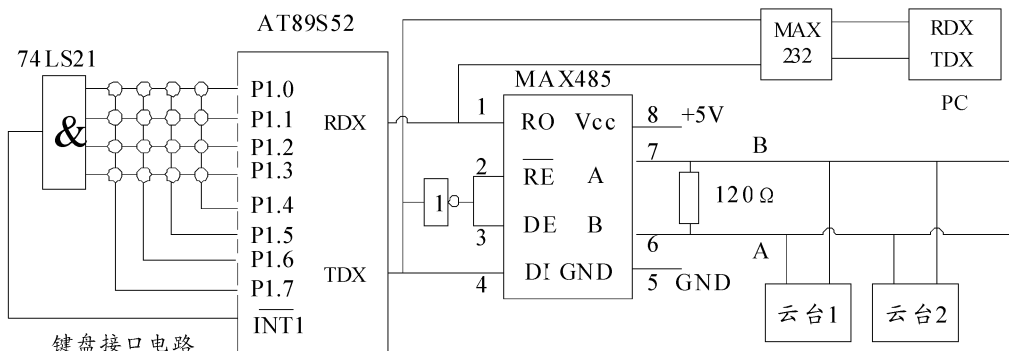 AT89S52
74LS21
&
P1.0
P1.1
P1.2
P1.3
P1.4
P1.5
P1.6
P1.7
INT1
键盘接口电路
RDX
TDX
1
MAX485
1
2
3
4
RO Vcc
RE A
DE B
DI GND
8 +5V
7
6
5 GND
MAX
232
RDX
TDX
PC
B
120Ω
A
云台1
云台2